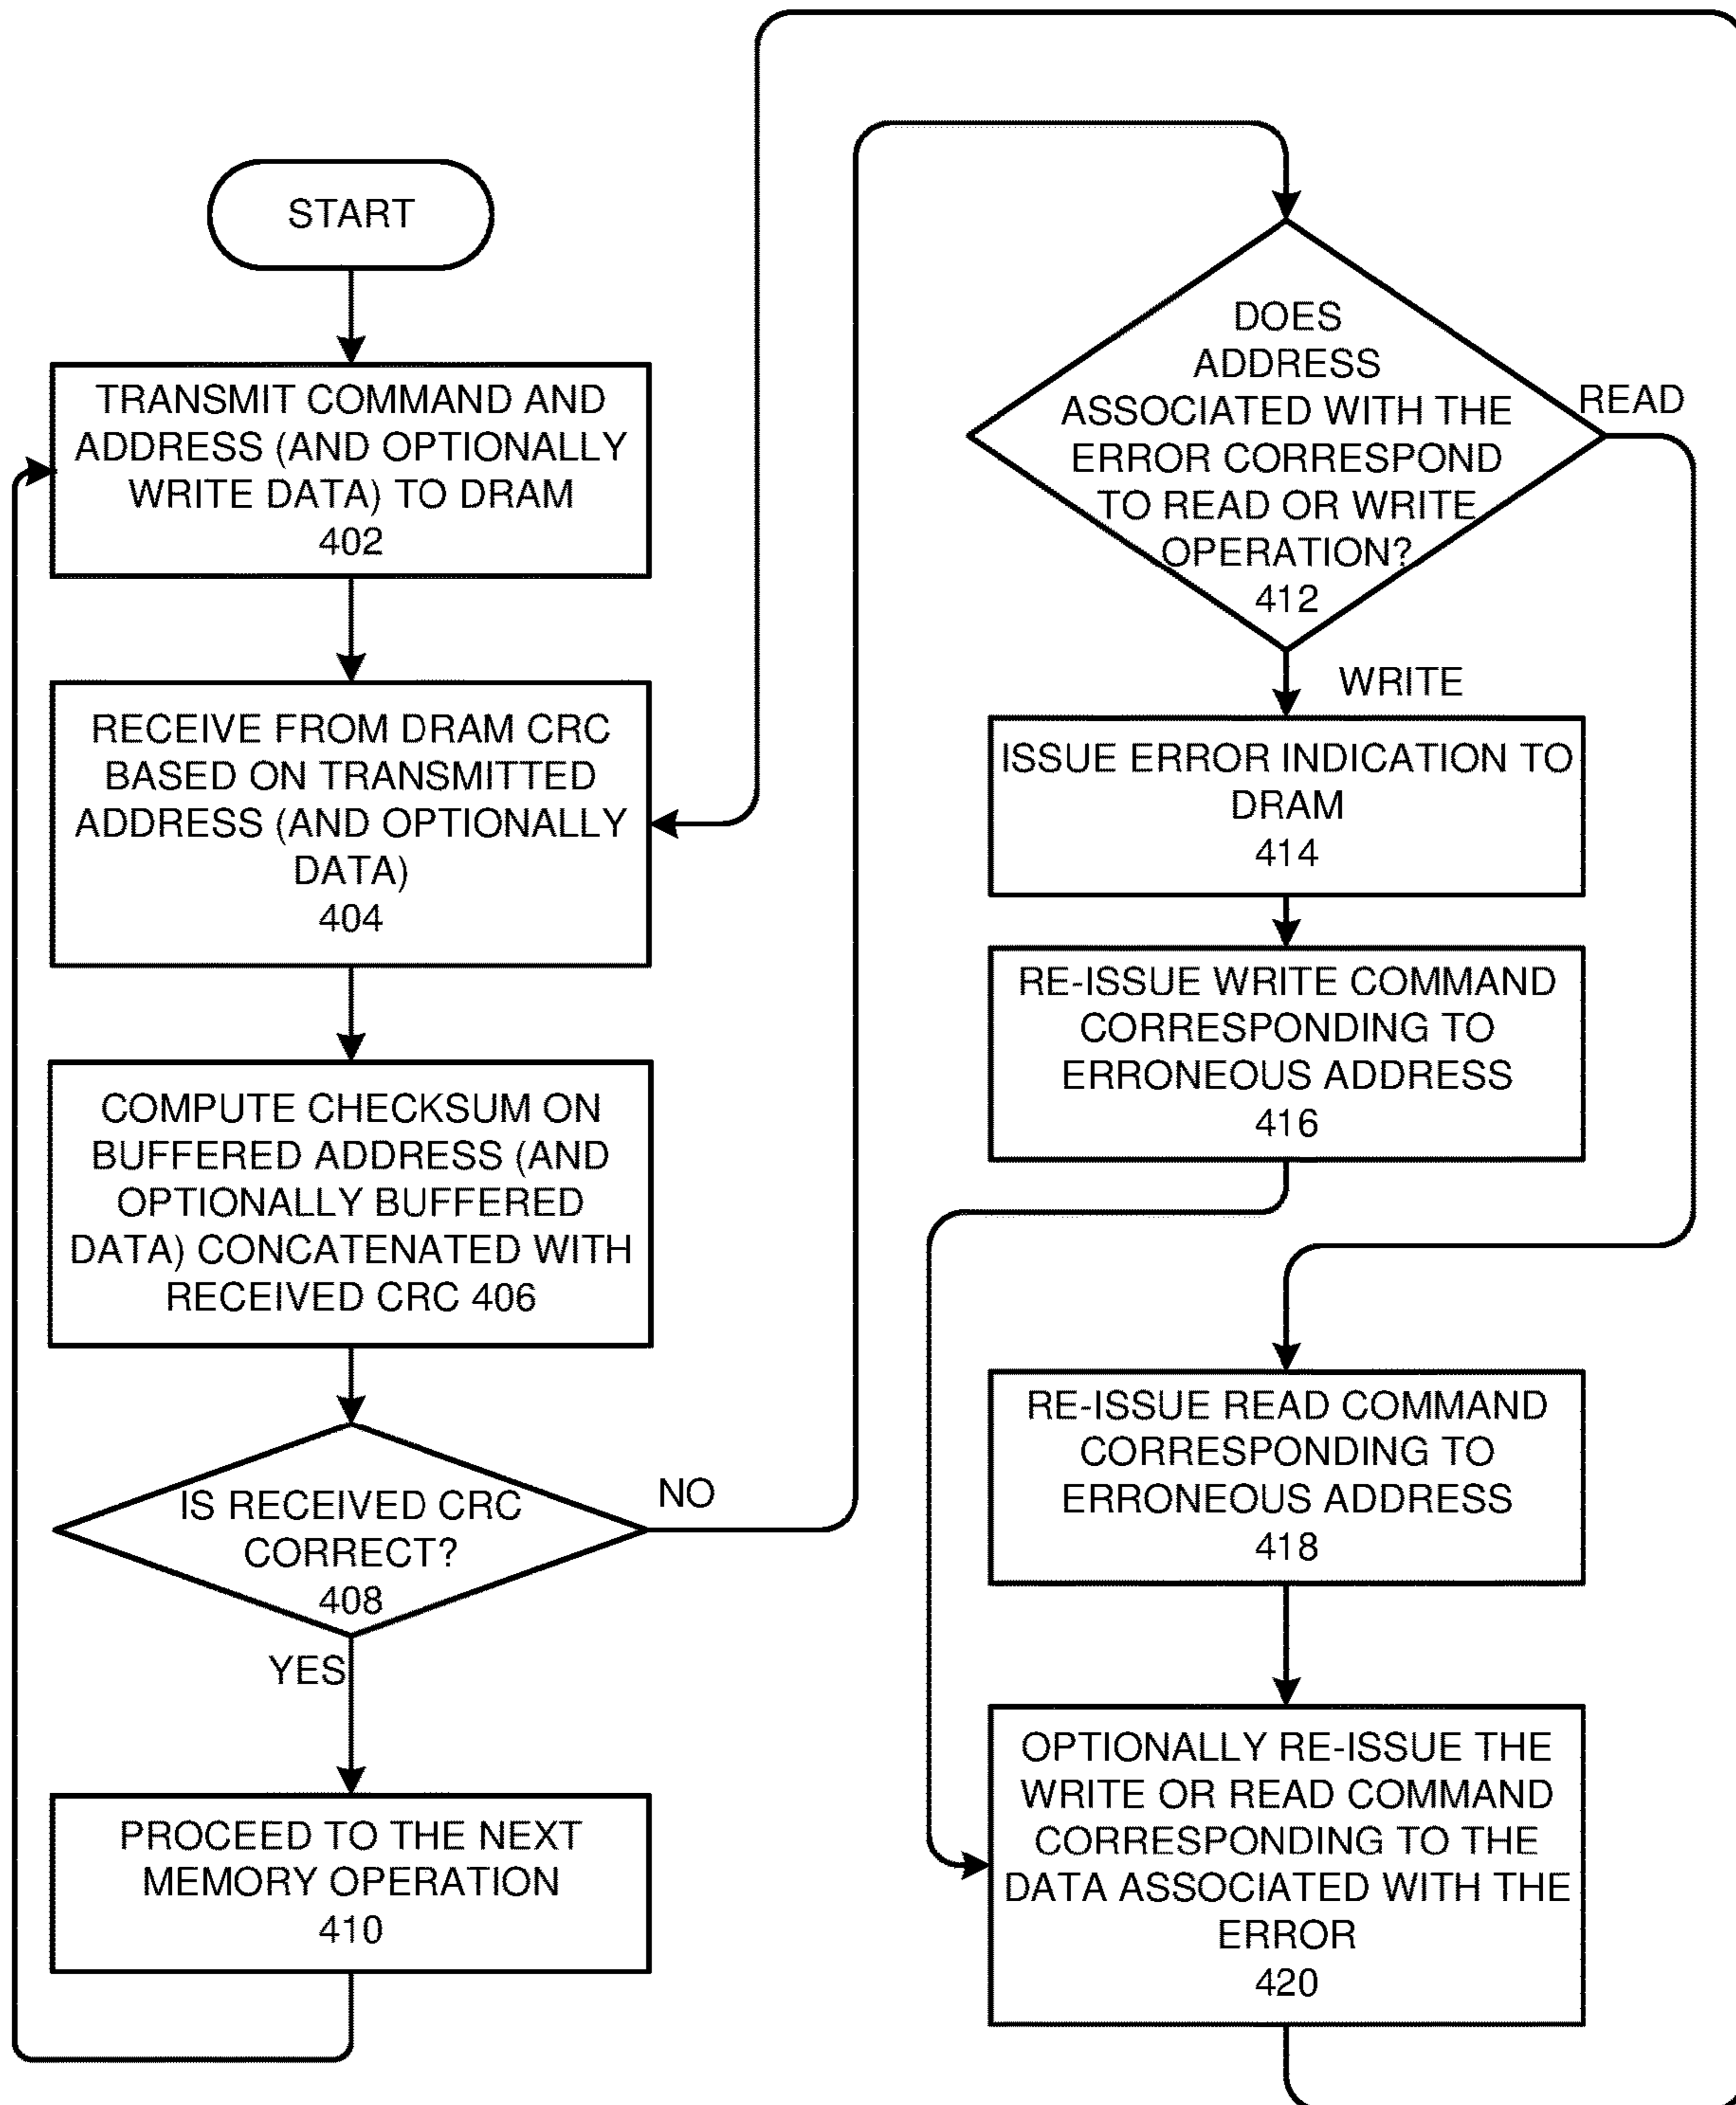 START
TRANSMIT COMMAND AND
ADDRESS (AND OPTIONALLY
WRITE DATA) TO DRAM
402
RECEIVE FROM DRAM CRC
BASED ON TRANSMITTED
ADDRESS (AND OPTIONALLY
DATA)
404
COMPUTE CHECKSUM ON
BUFFERED ADDRESS (AND
OPTIONALLY BUFFERED
DATA) CONCATENATED WITH
RECEIVED CRC 406
IS RECEIVED CRC
CORRECT?
408
NO
YES
PROCEED TO THE NEXT
MEMORY OPERATION
410
DOES
ADDRESS
ASSOCIATED WITH THE
ERROR CORRESPOND
TO READ OR WRITE
OPERATION?
412
READ
WRITE
ISSUE ERROR INDICATION TO
DRAM
414
RE-ISSUE WRITE COMMAND
CORRESPONDING TO
ERRONEOUS ADDRESS
416
RE-ISSUE READ COMMAND
CORRESPONDING TO
ERRONEOUS ADDRESS
418
OPTIONALLY RE-ISSUE THE
WRITE OR READ COMMAND
CORRESPONDING TO THE
DATA ASSOCIATED WITH THE
ERROR
420